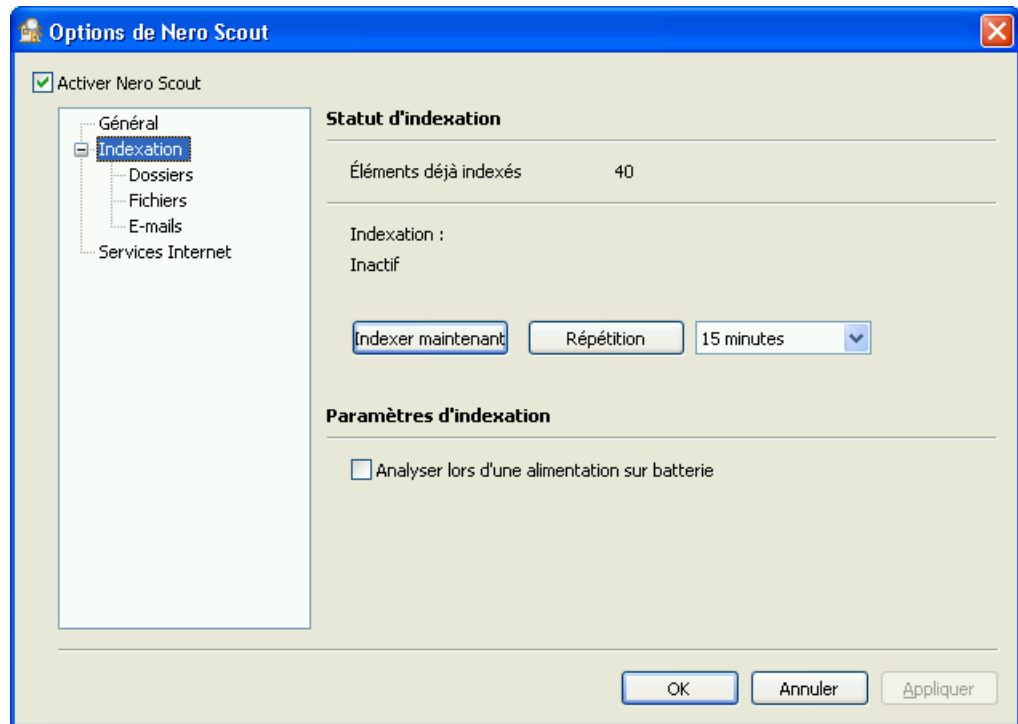 Options de Nero Scout
Activer Nero Scout
Général
Indexation
Dossiers
Fichiers
E-mails
Services Internet
Statut d'indexation
Éléments déjà indexés 40
Indexation :
Inactif
Indexer maintenant Répétition 15 minutes
Paramètres d'indexation
Analyser lors d'une alimentation sur batterie
OK Annuler Appliquer